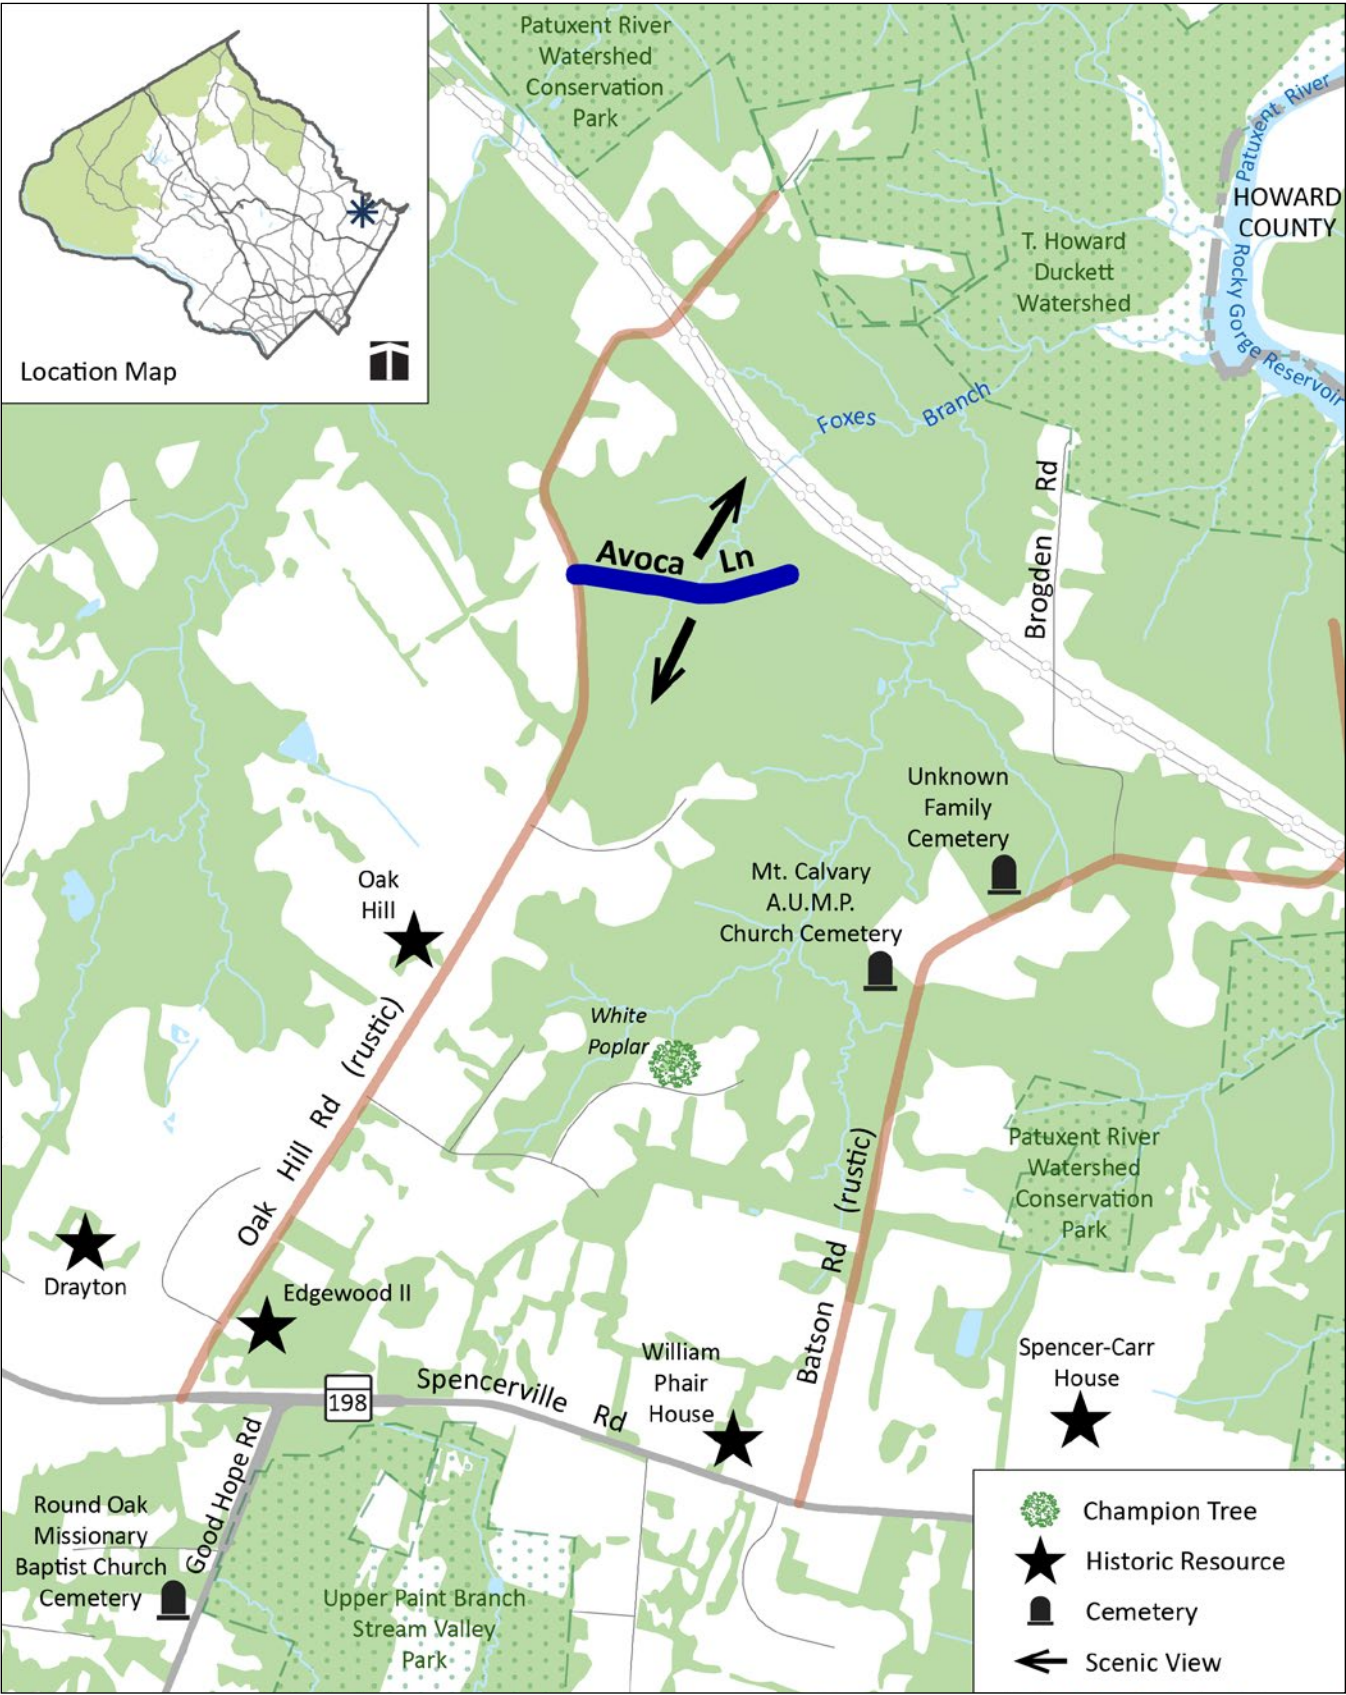 Patuxent River
Watershed
Conservation
Park
Location Map
Patuxent River
HOWARD
COUNTY
T. Howard
Duckett
Watershed
Rocky Gorge Reservoir
Foxes Branch
Brogden Rd
Avoca Ln
Unknown
Family
Cemetery
Mt. Calvary
A.U.M.P.
Church Cemetery
Oak
Hill
White
Poplar
Oak Hill Rd (rustic)
Batson Rd (rustic)
Patuxent River
Watershed
Conservation
Park
Drayton
Edgewood II
William
Phair
House
Spencer-Carr
House
198
Spencerville Rd
Good Hope Rd
Round Oak
Missionary
Baptist Church
Cemetery
Upper Paint Branch
Stream Valley
Park
Champion Tree
Historic Resource
Cemetery
Scenic View